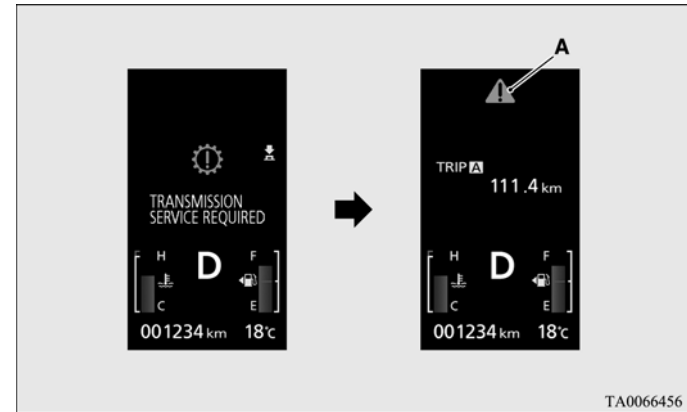 A
TRANSMISSION
SERVICE REQUIRED
H
C
D
F
E
001234 km 18°C
TRIP A
111.4 km
H
C
D
F
E
001234 km 18°C
TA0066456